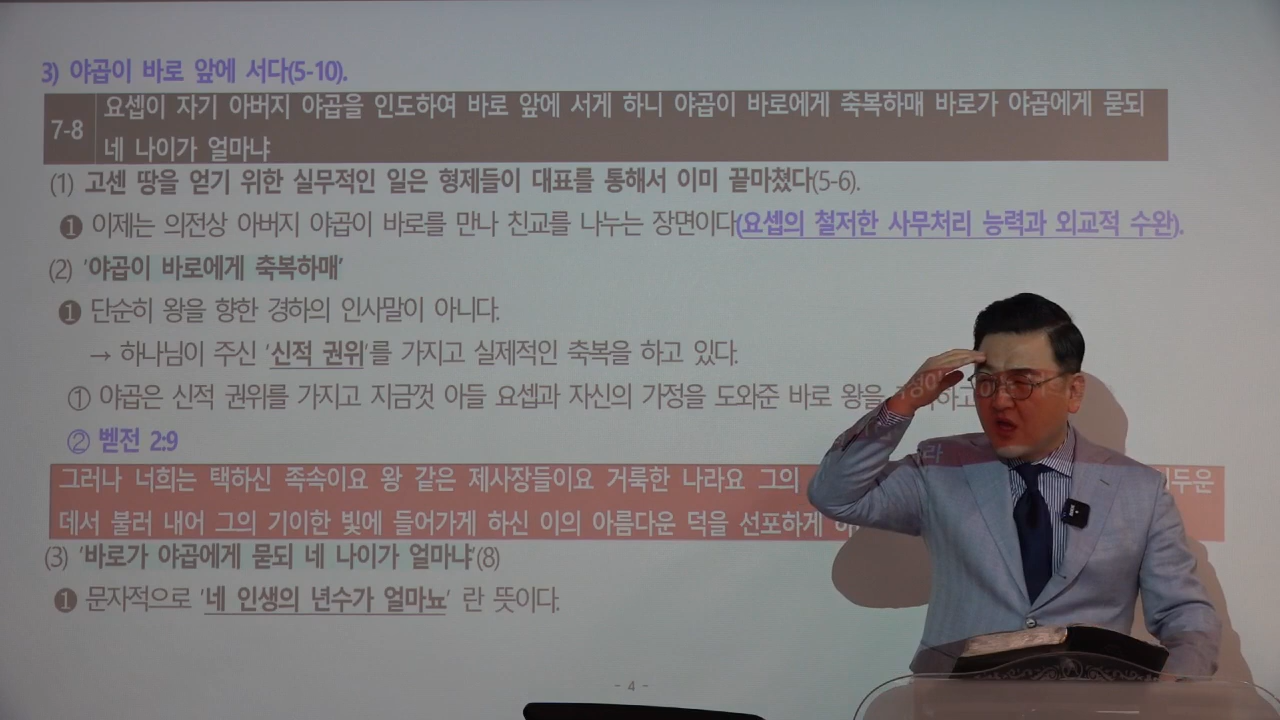 3) 야곱이 바로 앞에 서다(5-10).
7-8 요셉이 자기 아버지 야곱을 인도하여 바로 앞에 서게 하니 야곱이 바로에게 축복하매 바로가 야곱에게 묻되
네 나이가 얼마냐
(1) 고센 땅을 얻기 위한 실무적인 일은 형제들이 대표를 통해서 이미 끝마쳤다(5-6).
❶ 이제는 의전상 아버지 야곱이 바로를 만나 친교를 나누는 장면이다(요셉의 철저한 사무처리 능력과 외교적 수완).
(2) '야곱이 바로에게 축복하매'
❶ 단순히 왕을 향한 경하의 인사말이 아니다.
→ 하나님이 주신 '신적 권위'를 가지고 실제적인 축복을 하고 있다.
① 야곱은 신적 권위를 가지고 지금껏 아들 요셉과 자신의 가정을 도와준 바로 왕을
② 벧전 2:9
그러나 너희는 택하신 족속이요 왕 같은 제사장들이요 거룩한 나라요 그의
데서 불러 내어 그의 기이한 빛에 들어가게 하신 이의 아름다운 덕을 선포하게
(3) '바로가 야곱에게 묻되 네 나이가 얼마냐'(8)
❶ 문자적으로 '네 인생의 년수가 얼마뇨' 란 뜻이다.
- 4 -